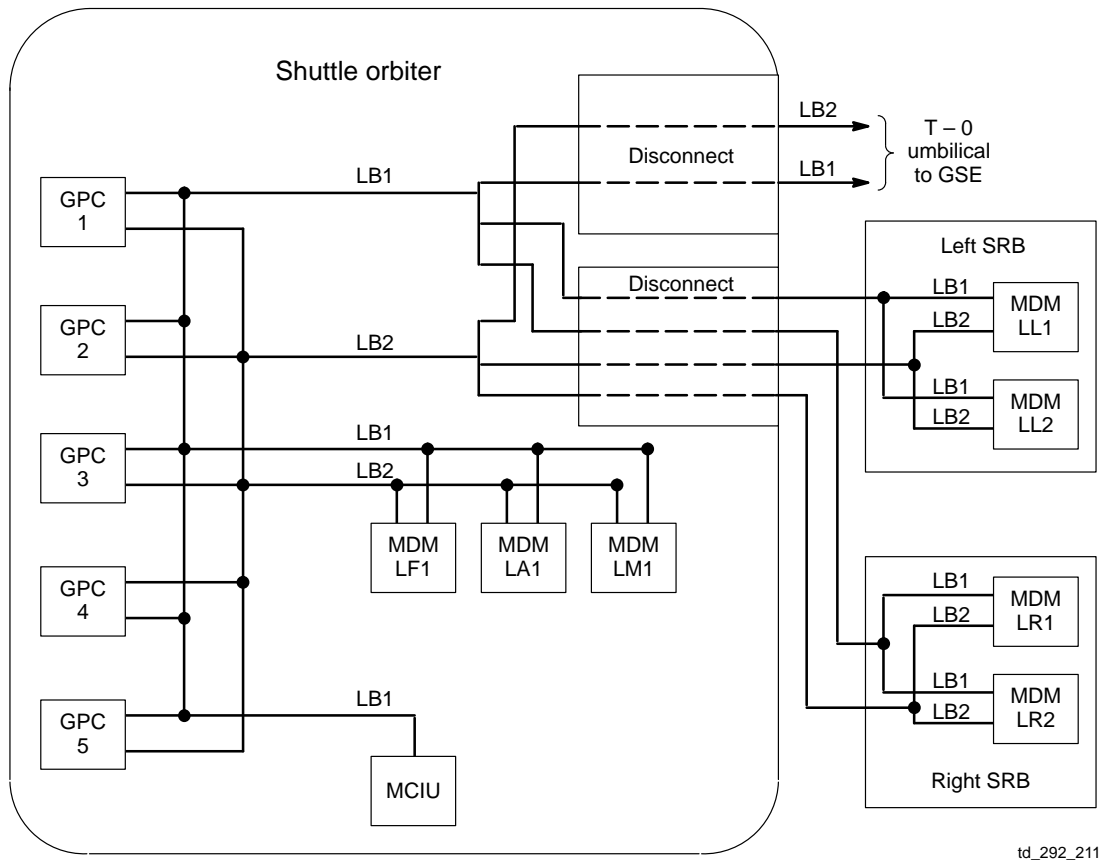 Shuttle orbiter
LB2
Disconnect
T – 0
umbilical
to GSE
LB1
LB1
GPC
1
Left SRB
Disconnect
LB1
MDM
LL1
LB2
GPC
2
LB2
LB1
MDM
LL2
LB2
LB1
GPC
3
LB2
MDM
LF1
MDM
LA1
MDM
LM1
GPC
4
LB1
MDM
LR1
LB2
LB1
MDM
LR2
LB2
LB1
GPC
5
MCIU
Right SRB
td_292_211